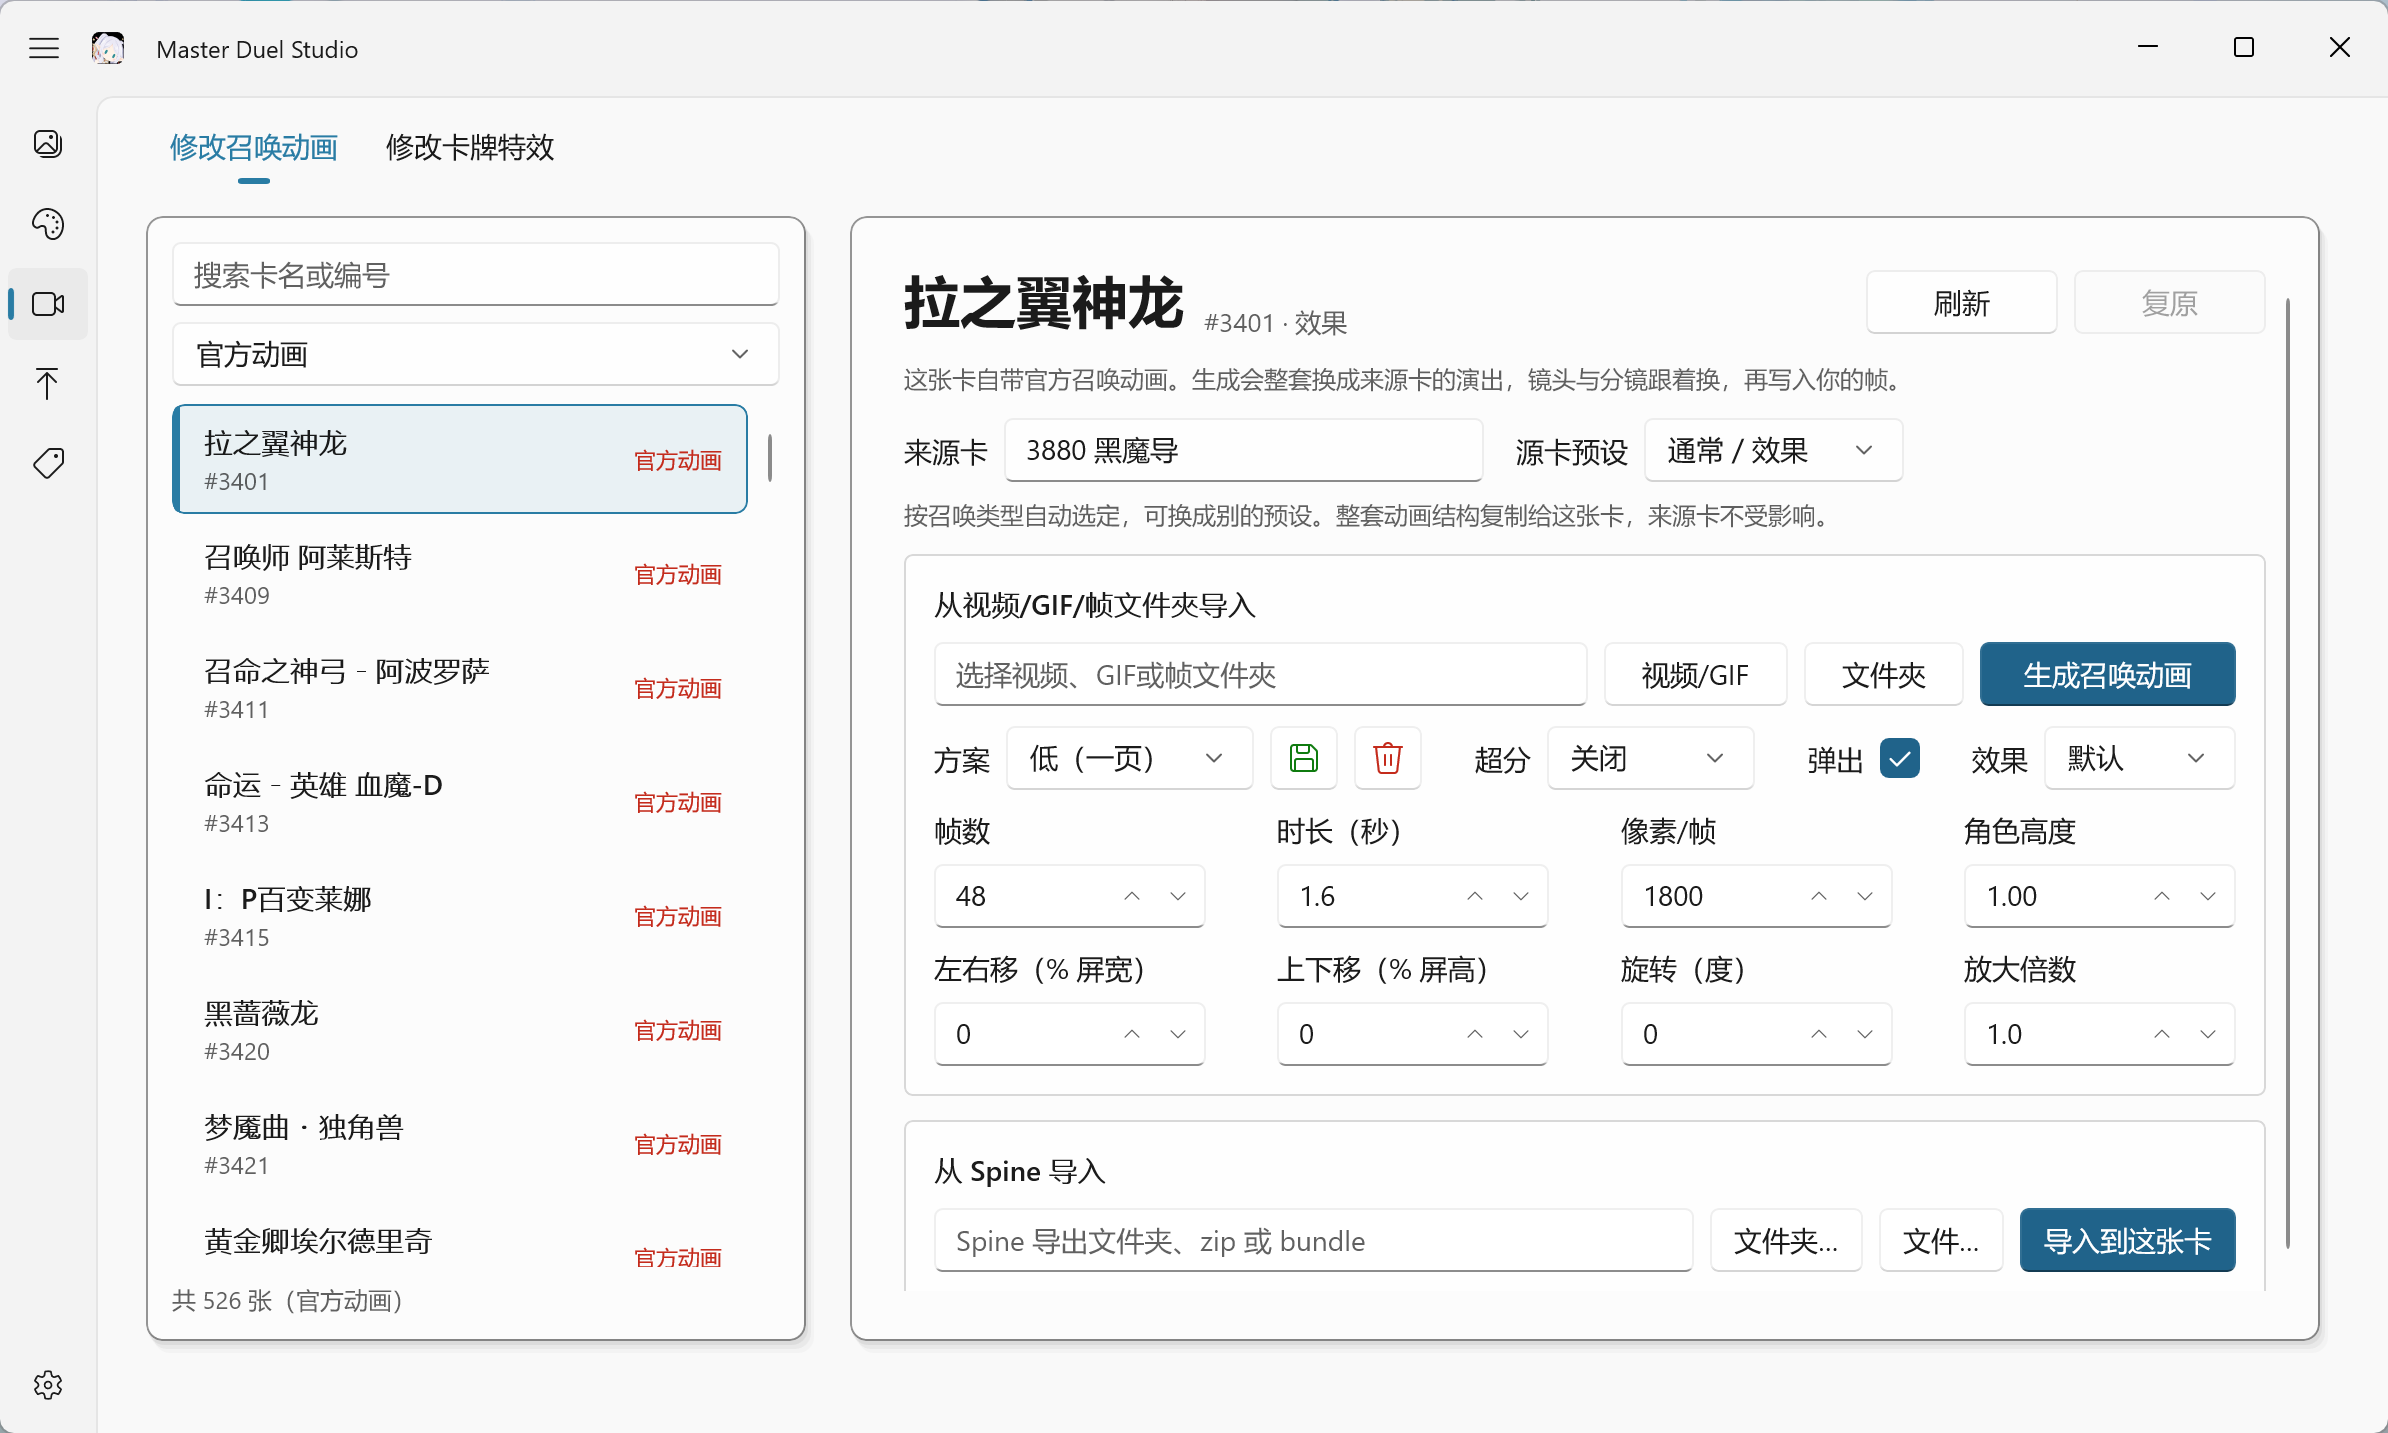 Master Duel Studio
修改召唤动画 修改卡牌特效
搜索卡名或编号
官方动画
拉之翼神龙
#3401
官方动画
召唤师 阿莱斯特
#3409
官方动画
召命之神弓 - 阿波罗萨
#3411
官方动画
命运 - 英雄 血魔-D
#3413
官方动画
I：P百变莱娜
#3415
官方动画
黑蔷薇龙
#3420
官方动画
梦魇曲・独角兽
#3421
官方动画
黄金卿埃尔德里奇
官方动画
共 526 张（官方动画）
拉之翼神龙 #3401 · 效果 刷新 复原
这张卡自带官方召唤动画。生成会整套换成来源卡的演出，镜头与分镜跟着换，再写入你的帧。
来源卡 3880 黑魔导 源卡预设 通常 / 效果
按召唤类型自动选定，可换成别的预设。整套动画结构复制给这张卡，来源卡不受影响。
从视频/GIF/帧文件夹导入
选择视频、GIF或帧文件夹 视频/GIF 文件夹 生成召唤动画
方案 低（一页） 超分 关闭 弹出 效果 默认
帧数 时长（秒） 像素/帧 角色高度
48 1.6 1800 1.00
左右移（% 屏宽） 上下移（% 屏高） 旋转（度） 放大倍数
0 0 0 1.0
从 Spine 导入
Spine 导出文件夹、zip 或 bundle 文件夹... 文件... 导入到这张卡